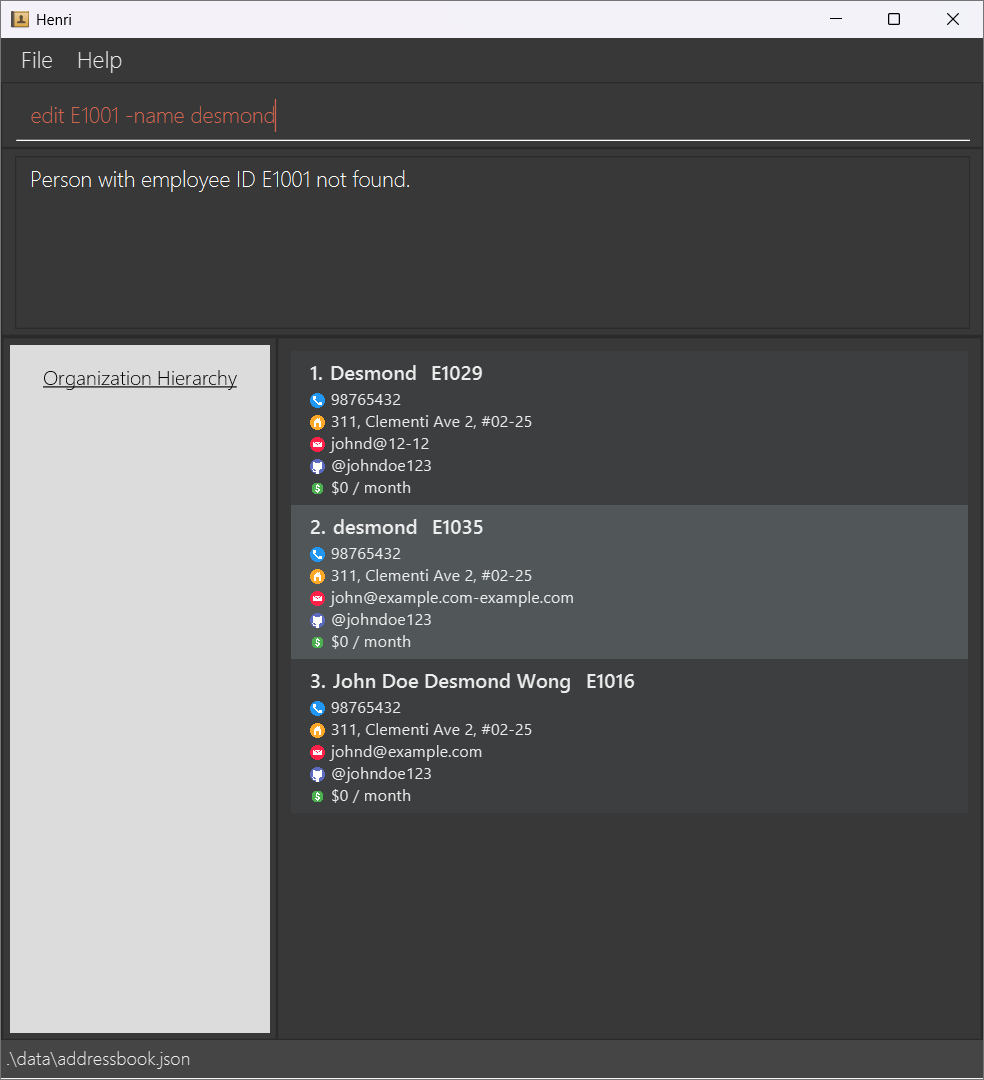 Henri
File Help
edit E1001 -name desmond
Person with employee ID E1001 not found.
Organization Hierarchy
1. Desmond E1029
98765432
311, Clementi Ave 2, #02-25
johnd@12-12
@johndoe123
$0 / month
2. desmond E1035
98765432
311, Clementi Ave 2, #02-25
john@example.com-example.com
@johndoe123
$0 / month
3. John Doe Desmond Wong E1016
98765432
311, Clementi Ave 2, #02-25
johnd@example.com
@johndoe123
$0 / month
.\data\addressbook.json